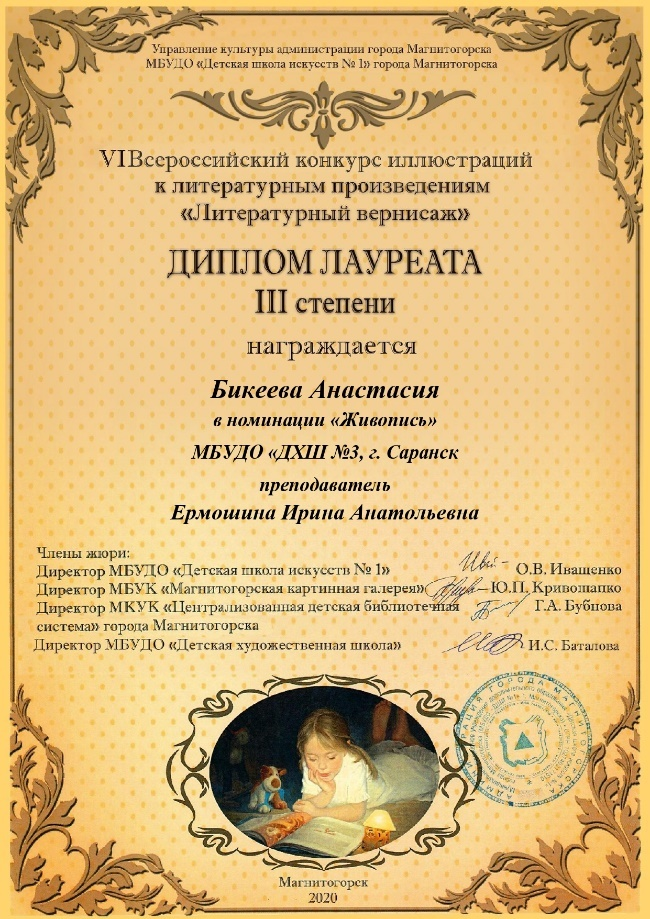 Управление культуры администрации города Магнитогорска
МБУДО «Детская школа искусств № 1» города Магнитогорска
VIВсероссийский конкурс иллюстраций
к литературным произведениям
«Литературный вернисаж»
ДИПЛОМ ЛАУРЕАТА
III степени
награждается
Бикеева Анастасия
в номинации «Живопись»
МБУДО «ДХШ №3, г. Саранск
преподаватель
Ермошина Ирина Анатольевна
Члены жюри:
Директор МБУДО «Детская школа искусств № 1» О.В. Иващенко
Директор МБУК «Магнитогорская картинная галерея» Ю.П. Кривошапко
Директор МКУК «Централизованная детская библиотечная Г.А. Бубнова
система» города Магнитогорска
Директор МБУДО «Детская художественная школа» И.С. Баталова
Магнитогорск
2020